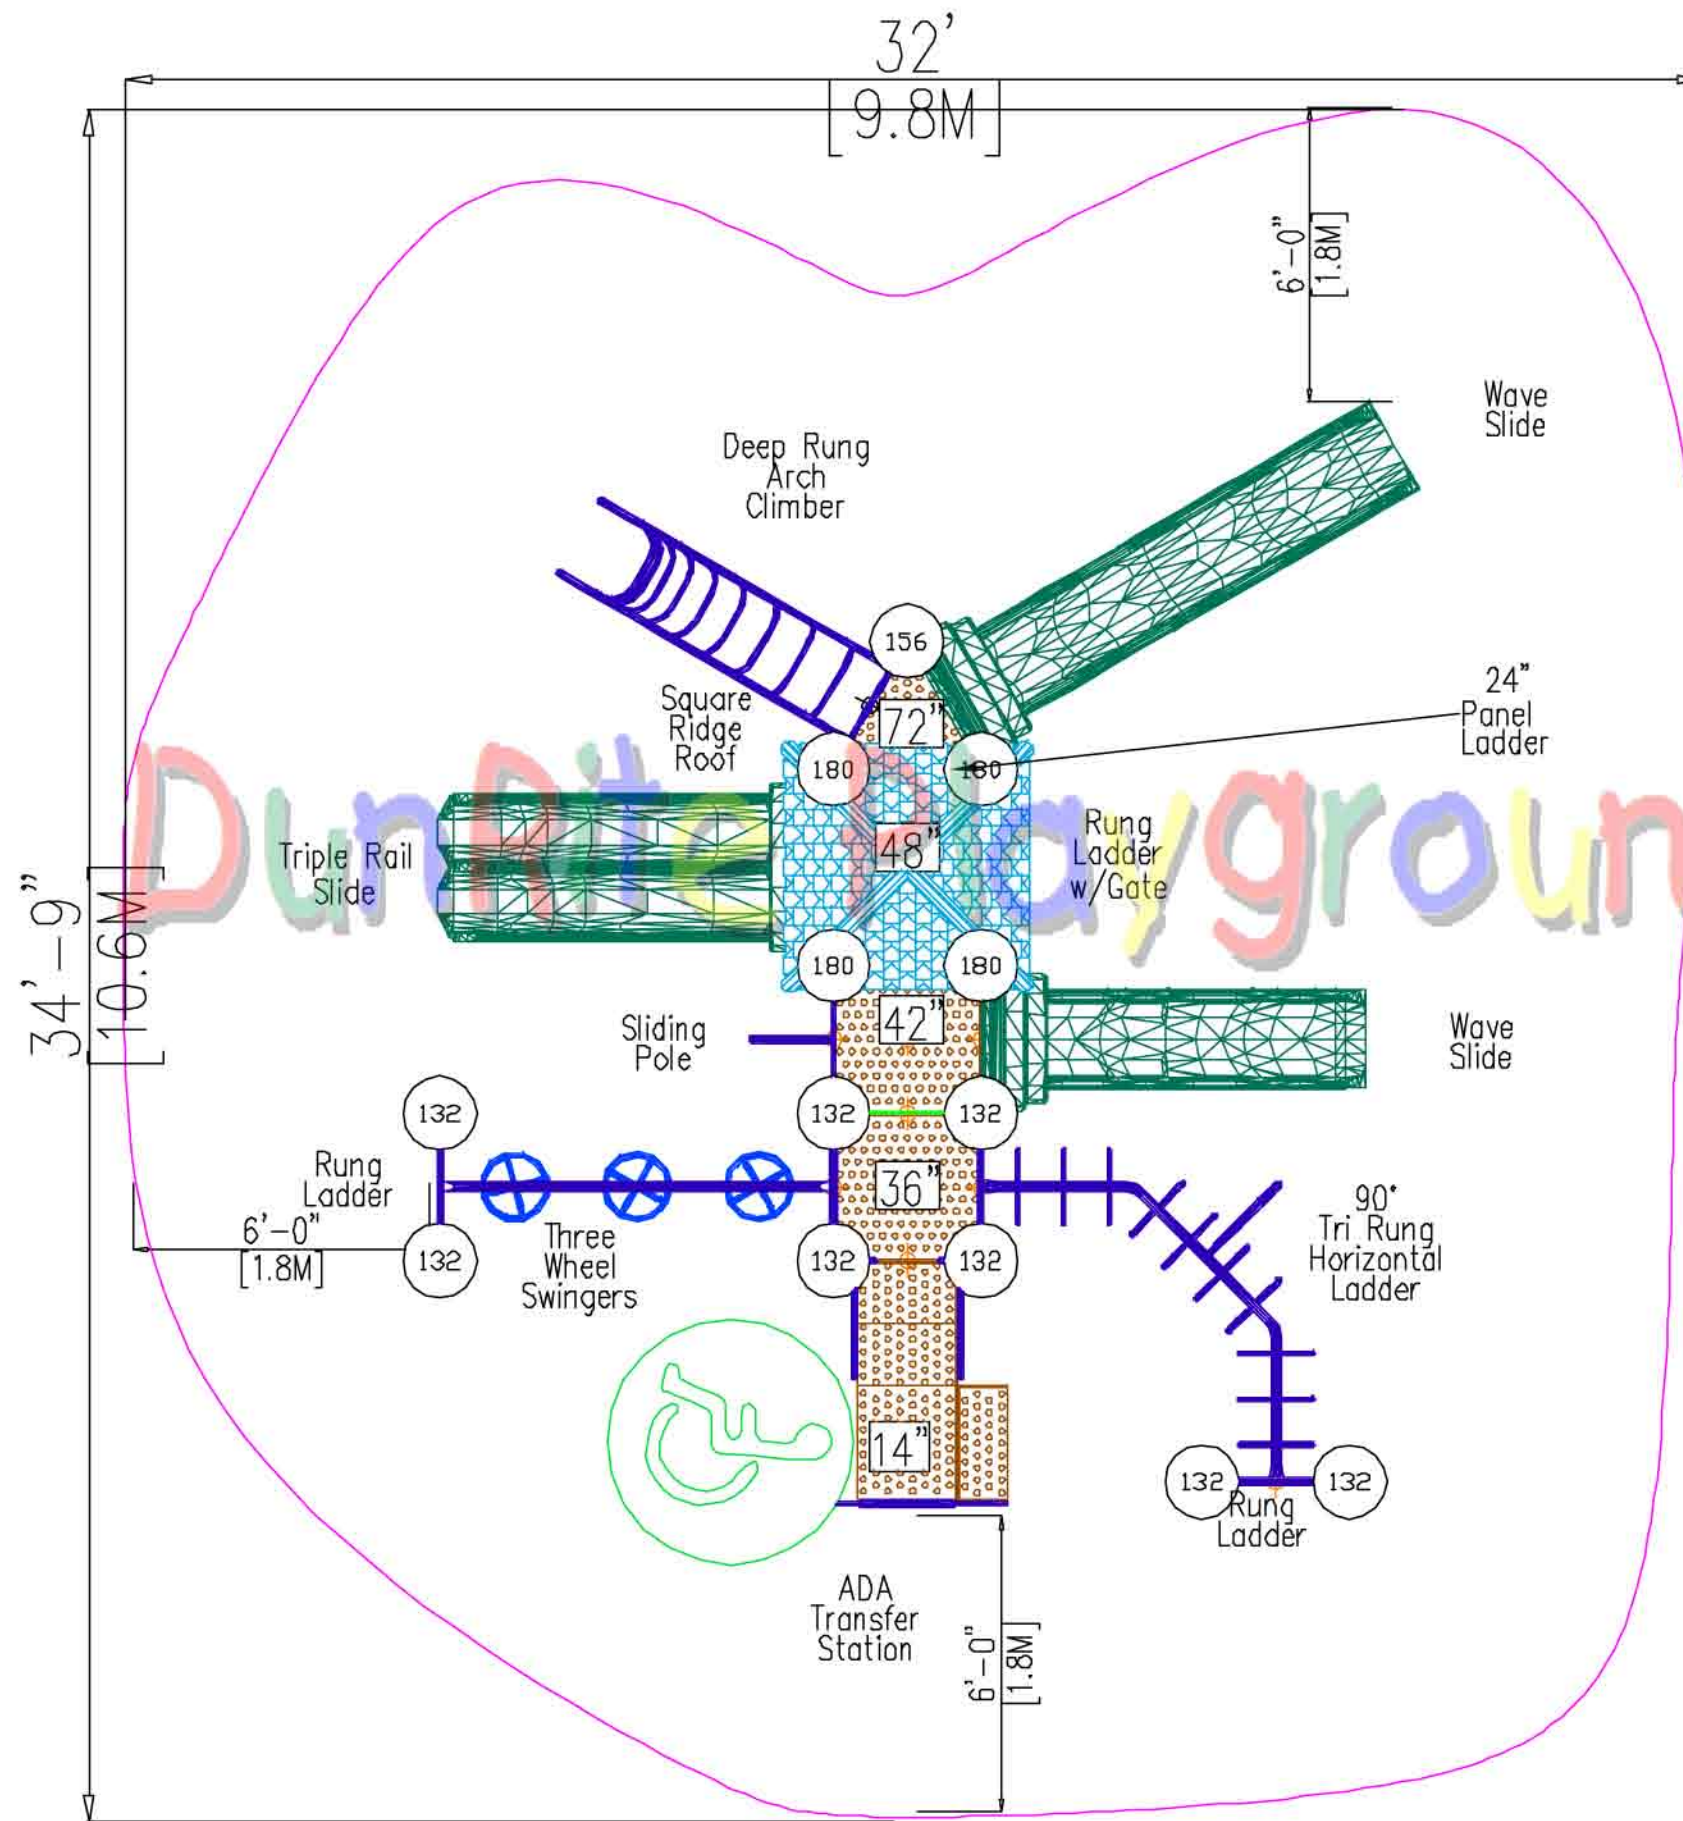 32'
[9.8M]
6'-0"
[1.8M]
Wave
Slide
Deep Rung
Arch
Climber
156
24"
Panel
Ladder
Square
Ridge
Roof
72"
180
180
DunRite Playgroun
Triple Rail
Slide
48"
Rung
Ladder
w/Gate
34'-9"
[10.6M]
180
180
42"
Sliding
Pole
Wave
Slide
132
132
132
Rung
Ladder
36"
90°
Tri Rung
Horizontal
Ladder
6'-0"
[1.8M]
132
Three
Wheel
Swingers
132
132
14"
132
132
Rung
Ladder
ADA
Transfer
Station
6'-0"
[1.8M]